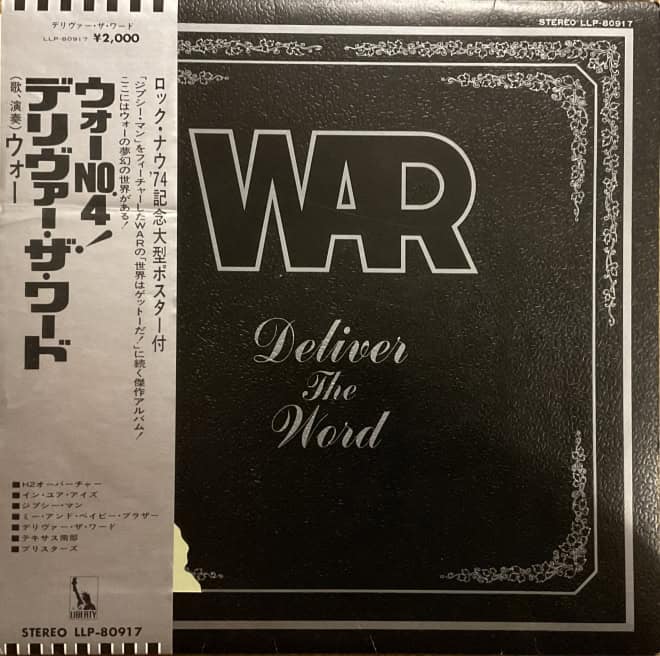 デリヴァー・ザ・ワード
LLP-80917 ¥2,000
ロック・ナウ'74記念大型ポスター付
「ジプシー・マン」をフィーチャーしたWARの「世界はゲットーだ!」に続く傑作アルバム!
ここにはウォーの夢幻の世界がある!
ウォーNO.4!
デリヴァー・ザ・ワード
(歌、演奏)ウォー
■H2オーバーチャー
■イン・ユア・アイズ
■ジプシー・マン
■ミー・アンド・ベイビー・ブラザー
■デリヴァー・ザ・ワード
■テキサス南部
■ブリスターズ
LIBERTY
STEREO LLP-80917
STEREO LLP-80917
WAR
Deliver
The
Word